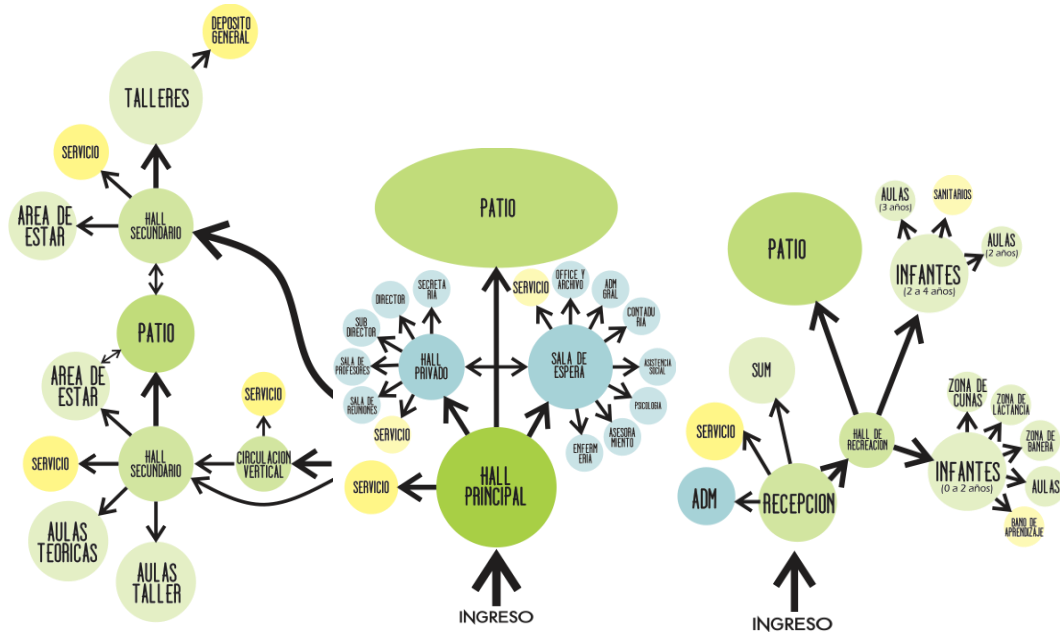 DEPOSITO
GENERAL
TALLERES
SERVICIO
AREA DE
ESTAR
HALL
SECUNDARIO
PATIO
AREA DE
ESTAR
SERVICIO
SERVICIO
HALL
SECUNDARIO
CIRCULACION
VERTICAL
AULAS
TEORICAS
AULAS
TALLER
PATIO
SECRETA
RIA
DIRECTOR
SUB
DIRECTOR
SALA DE
PROFESORES
SALA DE
REUNIONES
SERVICIO
HALL
PRIVADO
SERVICIO
OFFICE Y
ARCHIVO
ADM
GRAL
CONTADU
RIA
ASISTENCIA
SOCIAL
PSICOLOGIA
ASESORA
MIENTO
ENFERM
ERIA
SALA DE
ESPERA
SERVICIO
HALL
PRINCIPAL
INGRESO
PATIO
AULAS
(3 años)
SANITARIOS
AULAS
(2 años)
INFANTES
(2 a 4 años)
SUM
SERVICIO
ADM
RECEPCION
HALL DE
RECREACION
ZONA DE
CUNAS
ZONA DE
LACTANCIA
ZONA DE
BANERA
AULAS
BANO DE
APRENDIZAJE
INFANTES
(0 a 2 años)
INGRESO